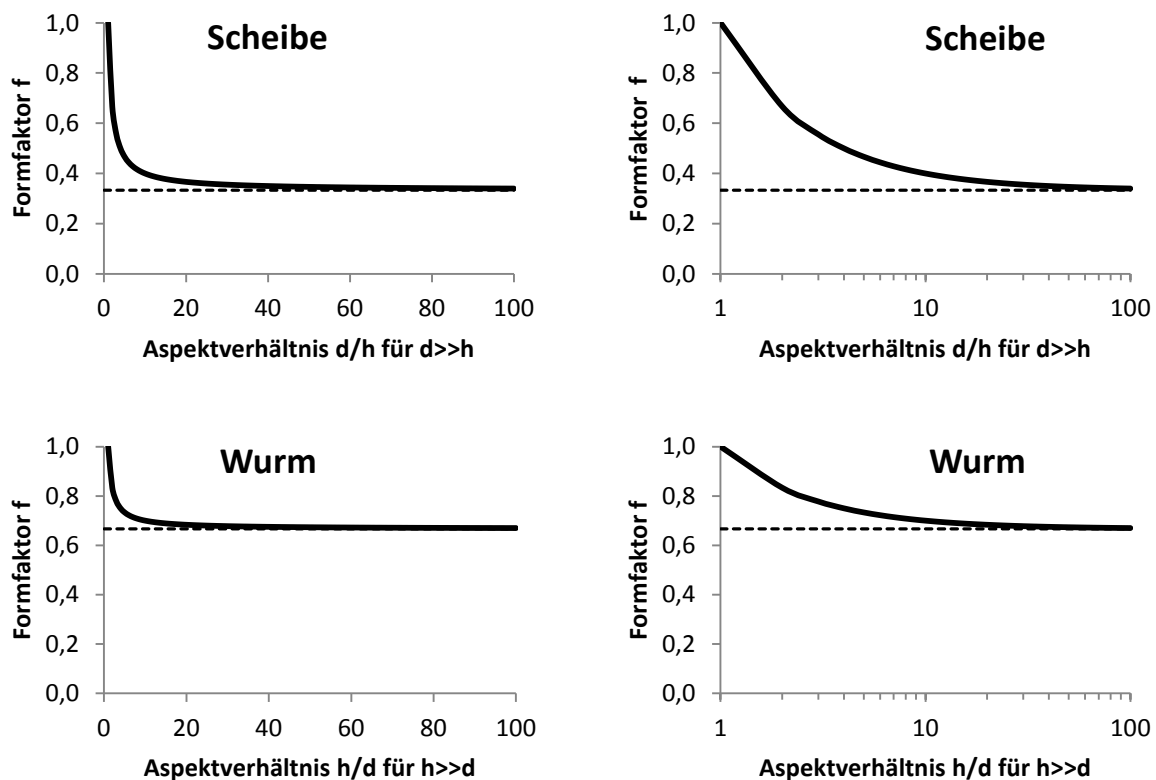 Scheibe
Formfaktor f
1,0
0,8
0,6
0,4
0,2
0,0
0 20 40 60 80 100
Aspektverhältnis d/h für d>>h
Scheibe
Formfaktor f
1,0
0,8
0,6
0,4
0,2
0,0
1 10 100
Aspektverhältnis d/h für d>>h
Wurm
Formfaktor f
1,0
0,8
0,6
0,4
0,2
0,0
0 20 40 60 80 100
Aspektverhältnis h/d für h>>d
Wurm
Formfaktor f
1,0
0,8
0,6
0,4
0,2
0,0
1 10 100
Aspektverhältnis h/d für h>>d